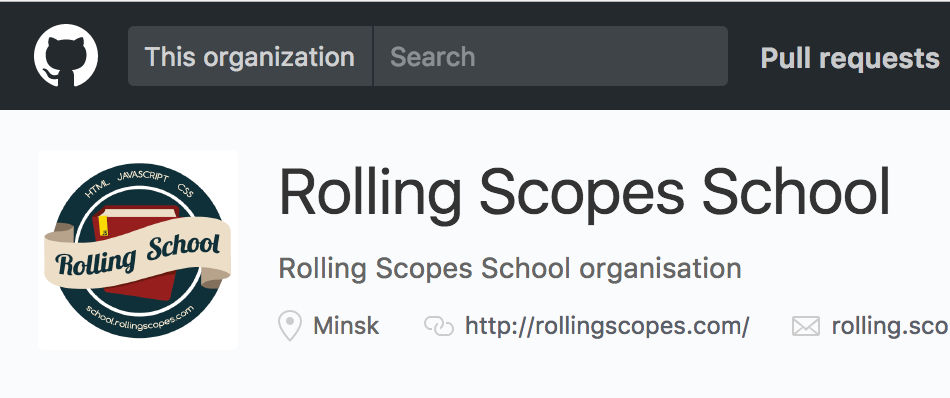 This organization Search Pull requests
HTML JAVASCRIPT CSS
Rolling School
school.rollingscopes.com
Rolling Scopes School
Rolling Scopes School organisation
Minsk http://rollingscopes.com/ rolling.sco